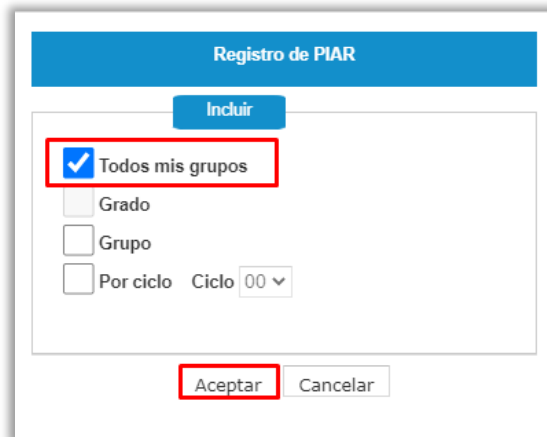 Registro de PIAR
Incluir
Todos mis grupos
Grado
Grupo
Por ciclo Ciclo 00
Aceptar Cancelar